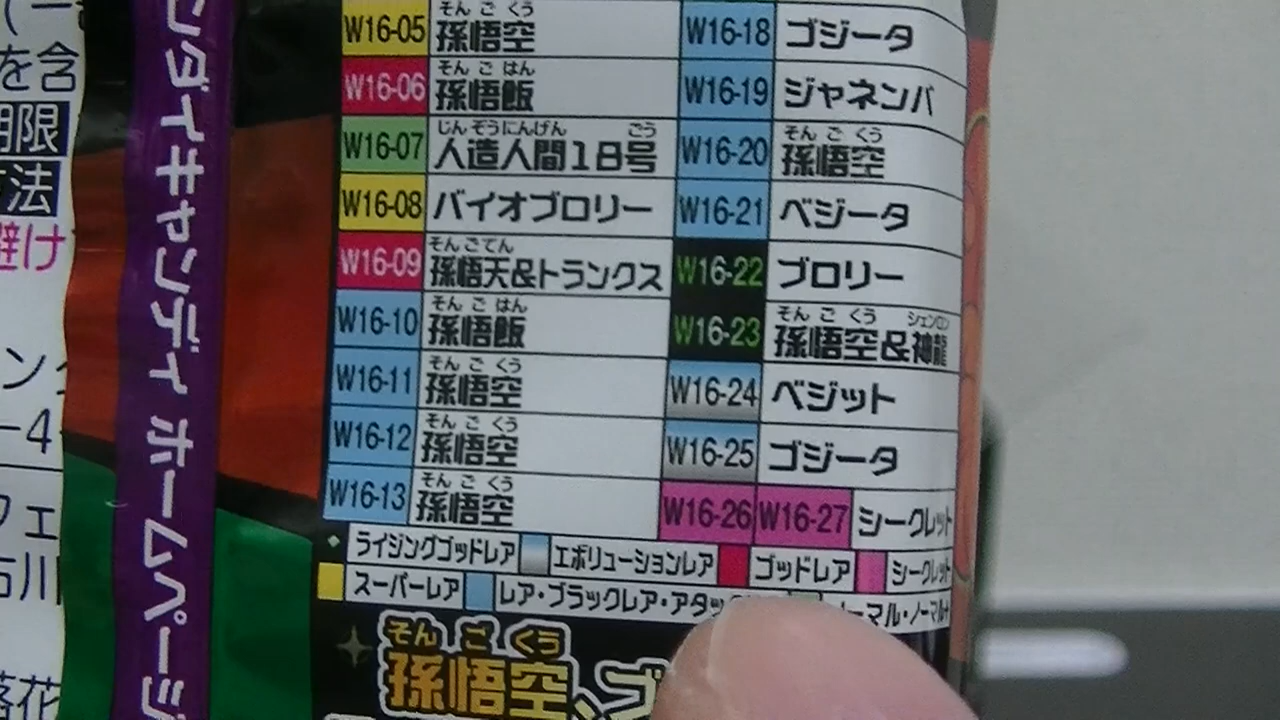 を含
期限
方法
避け
ンダイキャンディ ホームページ
W16-05 孫悟空 そんごくう
W16-06 孫悟飯 そんごはん
W16-07 人造人間18号 じんぞうにんげん ごう
W16-08 バイオブロリー
W16-09 孫悟天&トランクス そんごてん
W16-10 孫悟飯 そんごはん
W16-11 孫悟空 そんごくう
W16-12 孫悟空 そんごくう
W16-13 孫悟空 そんごくう
W16-18 ゴジータ
W16-19 ジャネンバ
W16-20 孫悟空 そんごくう
W16-21 ベジータ
W16-22 ブロリー
W16-23 孫悟空&神龍 そんごくう シェンロン
W16-24 ベジット
W16-25 ゴジータ
W16-26 W16-27 シークレット
ライジングゴッドレア エボリューションレア ゴッドレア シークレット
スーパーレア レア・ブラックレア・アタッ ーマル・ノーマル+
そんごくう
孫悟空、ゴ